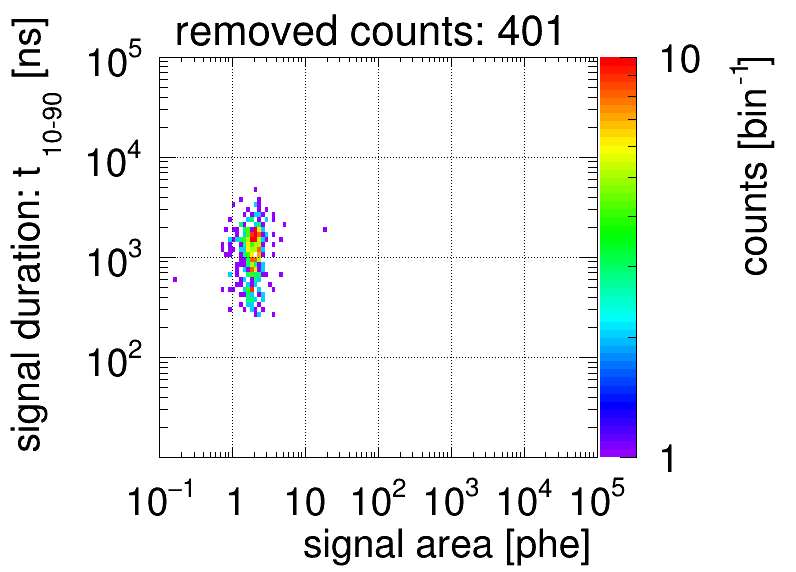 removed counts: 401
signal duration: t 10-90 [ns]
10^5
10^4
10^3
10^2
10^−1 1 10 10^2 10^3 10^4 10^5
signal area [phe]
10
1
counts [bin^-1]